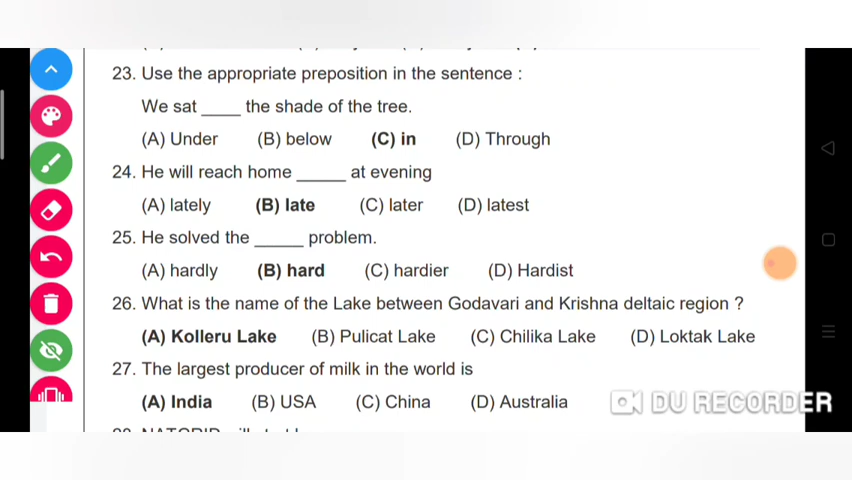 23. Use the appropriate preposition in the sentence :
We sat ____ the shade of the tree.
(A) Under (B) below (C) in (D) Through
24. He will reach home _____ at evening
(A) lately (B) late (C) later (D) latest
25. He solved the _____ problem.
(A) hardly (B) hard (C) hardier (D) Hardist
26. What is the name of the Lake between Godavari and Krishna deltaic region ?
(A) Kolleru Lake (B) Pulicat Lake (C) Chilika Lake (D) Loktak Lake
27. The largest producer of milk in the world is
(A) India (B) USA (C) China (D) Australia
DU RECORDER